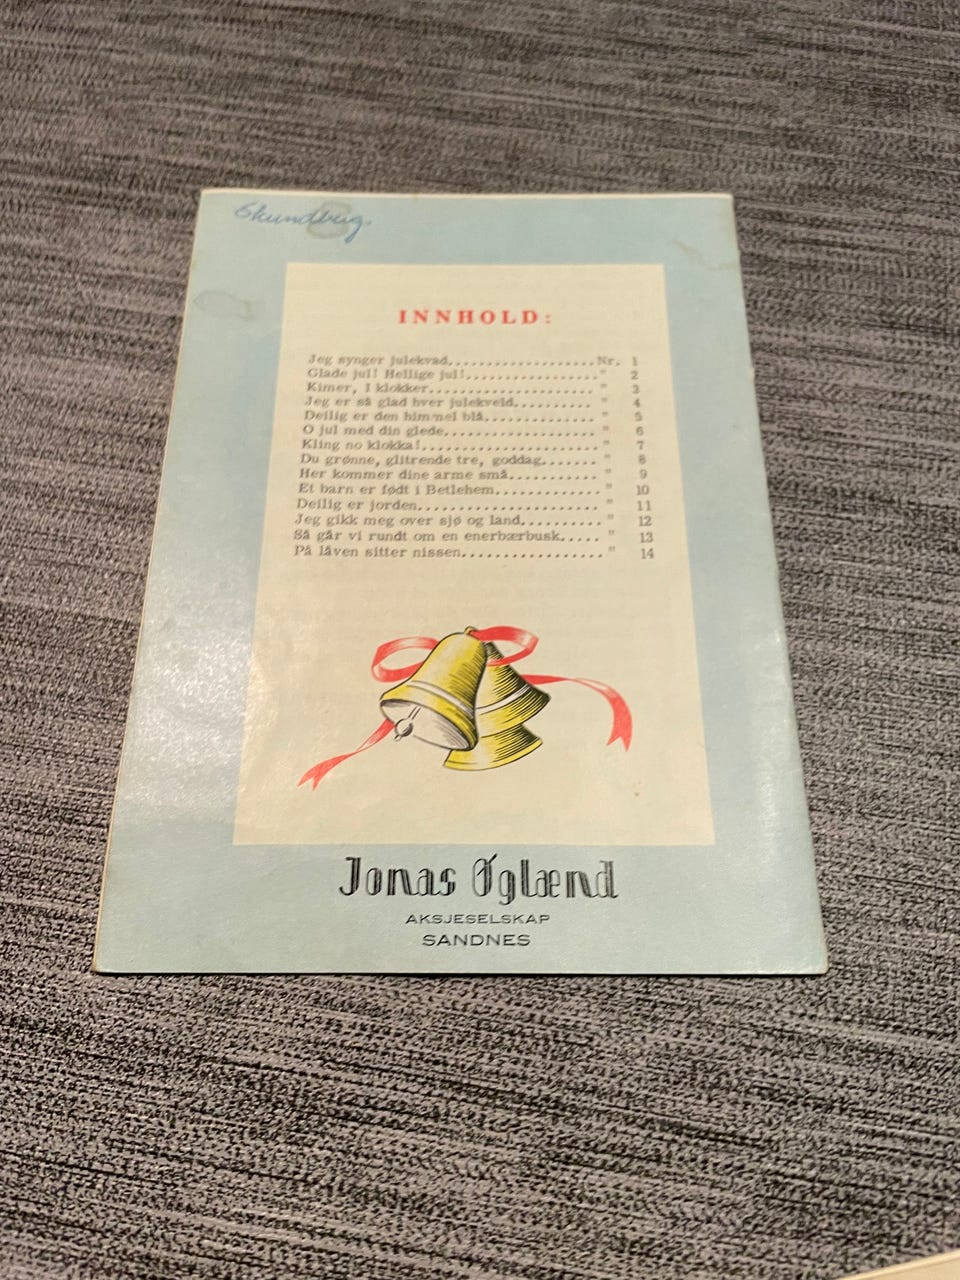 INNHOLD:
Jeg synger julekvad..................Nr. 1
Glade jul! Hellige jul!................." 2
Kimer, I klokker....................." 3
Jeg er så glad hver julekveld.........." 4
Deilig er den himmel blå.............." 5
O jul med din glede..................." 6
Kling no klokka!......................" 7
Du grønne, glitrende tre, goddag......." 8
Her kommer dine arme små..........." 9
Et barn er født i Betlehem............." 10
Deilig er jorden......................." 11
Jeg gikk meg over sjø og land.........." 12
Så går vi rundt om en enerbærbusk....." 13
På låven sitter nissen................." 14
Jonas Øglænd
AKSJESELSKAP
SANDNES